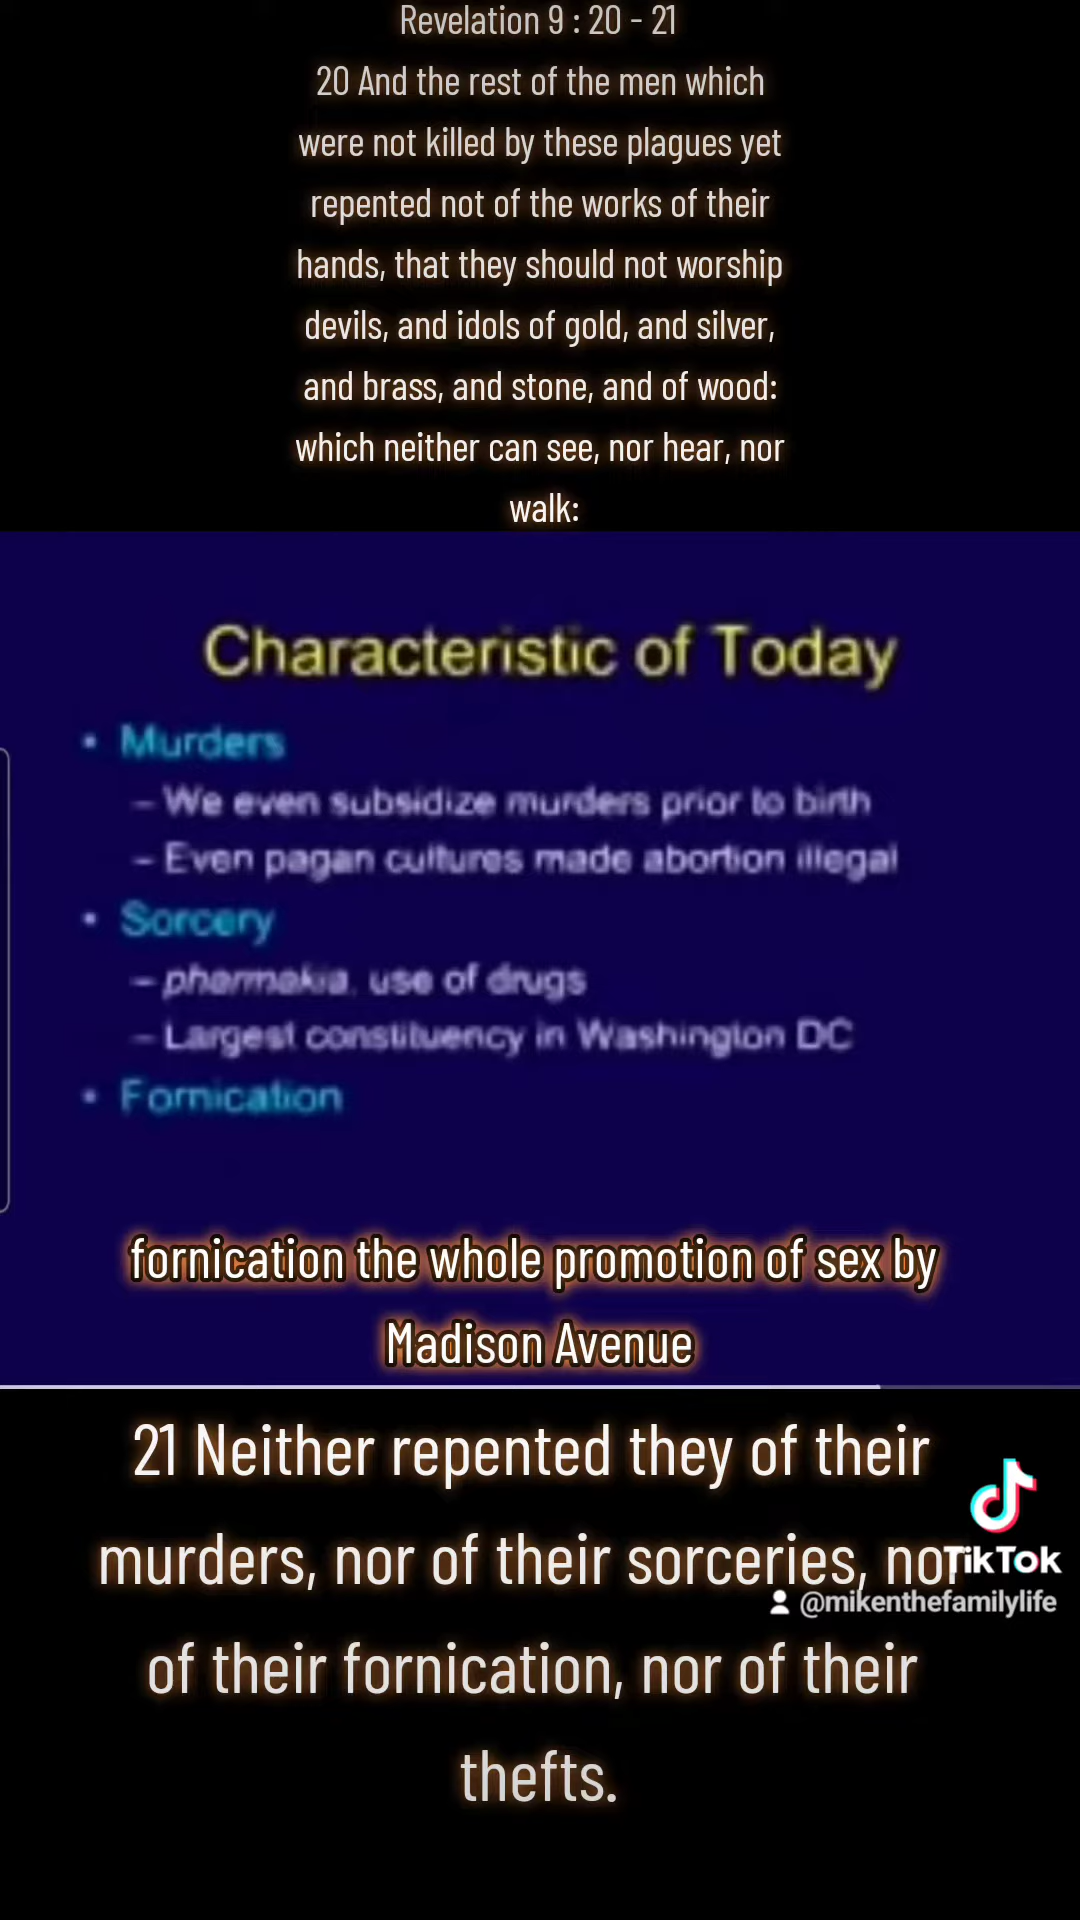 Revelation 9 : 20 - 21
20 And the rest of the men which
were not killed by these plagues yet
repented not of the works of their
hands, that they should not worship
devils, and idols of gold, and silver,
and brass, and stone, and of wood:
which neither can see, nor hear, nor
walk:
Characteristic of Today
• Murders
– We even subsidize murders prior to birth
– Even pagan cultures made abortion illegal
• Sorcery
– pharmakia, use of drugs
– Largest constituency in Washington DC
• Fornication
fornication the whole promotion of sex by
Madison Avenue
21 Neither repented they of their
murders, nor of their sorceries, nor
of their fornication, nor of their
thefts.
TikTok
@mikenthefamilylife